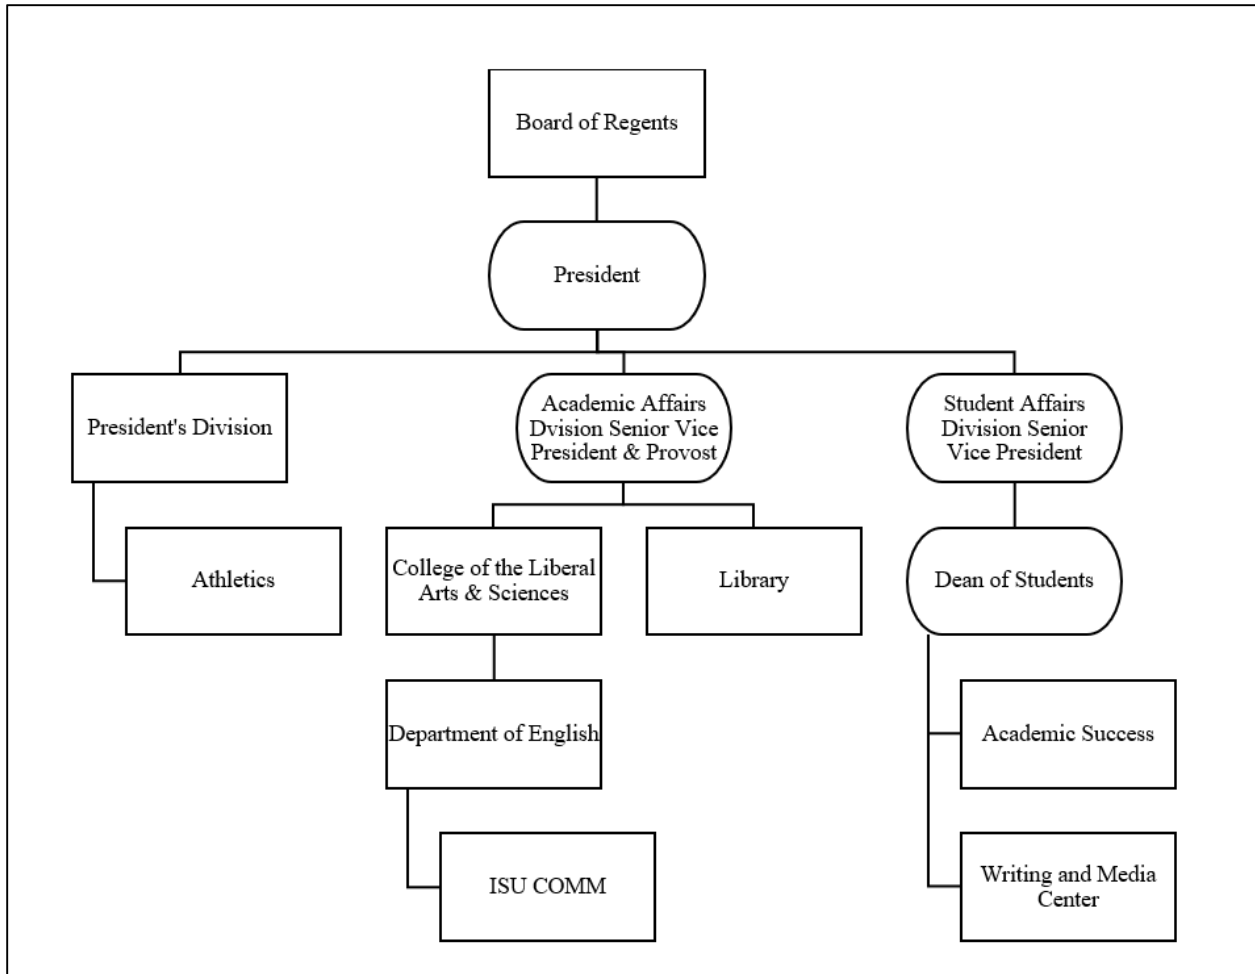 Board of Regents
President
President's Division
Academic Affairs
Dvision Senior Vice
President & Provost
Student Affairs
Division Senior
Vice President
Athletics
College of the Liberal
Arts & Sciences
Library
Dean of Students
Department of English
Academic Success
ISU COMM
Writing and Media
Center